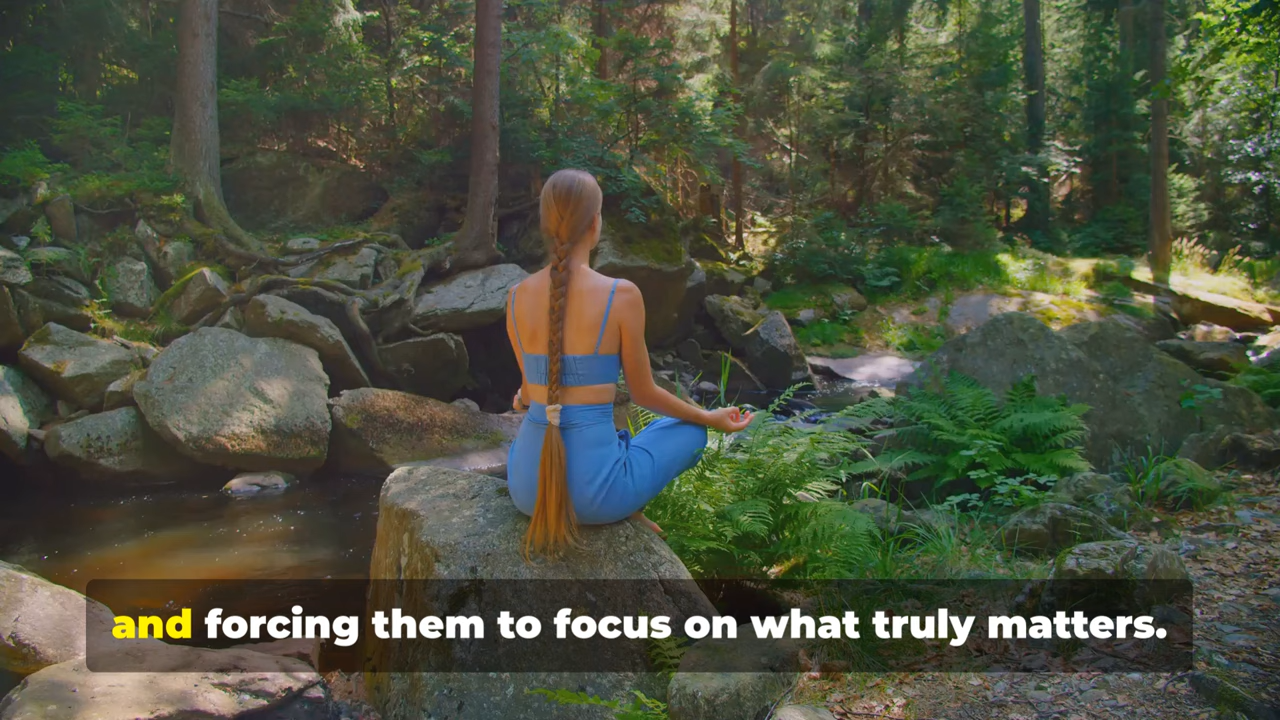 and forcing them to focus on what truly matters.